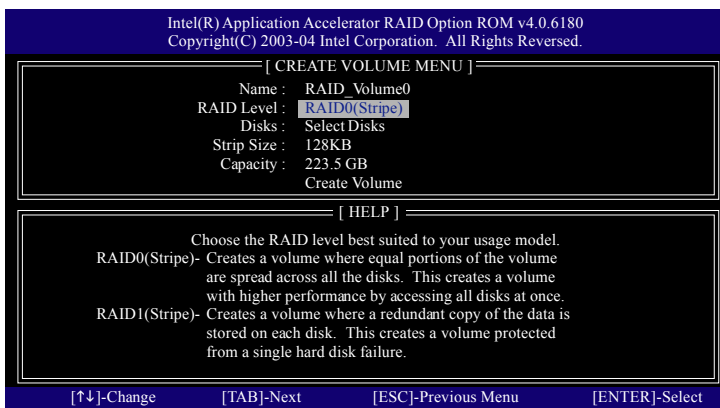 Intel(R) Application Accelerator RAID Option ROM v4.0.6180
Copyright(C) 2003-04 Intel Corporation. All Rights Reversed.
[ CREATE VOLUME MENU ]
Name : RAID_Volume0
RAID Level : RAID0(Stripe)
Disks : Select Disks
Strip Size : 128KB
Capacity : 223.5 GB
Create Volume
[ HELP ]
Choose the RAID level best suited to your usage model.
RAID0(Stripe)- Creates a volume where equal portions of the volume
are spread across all the disks. This creates a volume
with higher performance by accessing all disks at once.
RAID1(Stripe)- Creates a volume where a redundant copy of the data is
stored on each disk. This creates a volume protected
from a single hard disk failure.
[↑↓]-Change [TAB]-Next [ESC]-Previous Menu [ENTER]-Select